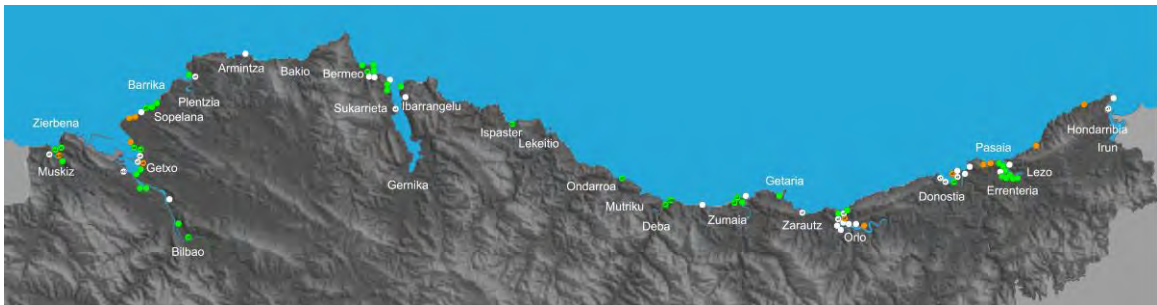 Armintza
Bakio
Bermeo
Barrika
Plentzia
Sopelana
Sukarrieta
Ibarrangelu
Zierbena
Getxo
Muskiz
Ispaster
Lekeitio
Gernika
Bilbao
Ondarroa
Mutriku
Deba
Zumaia
Getaria
Zarautz
Orio
Donostia
Pasaia
Lezo
Errenteria
Hondarribia
Irun